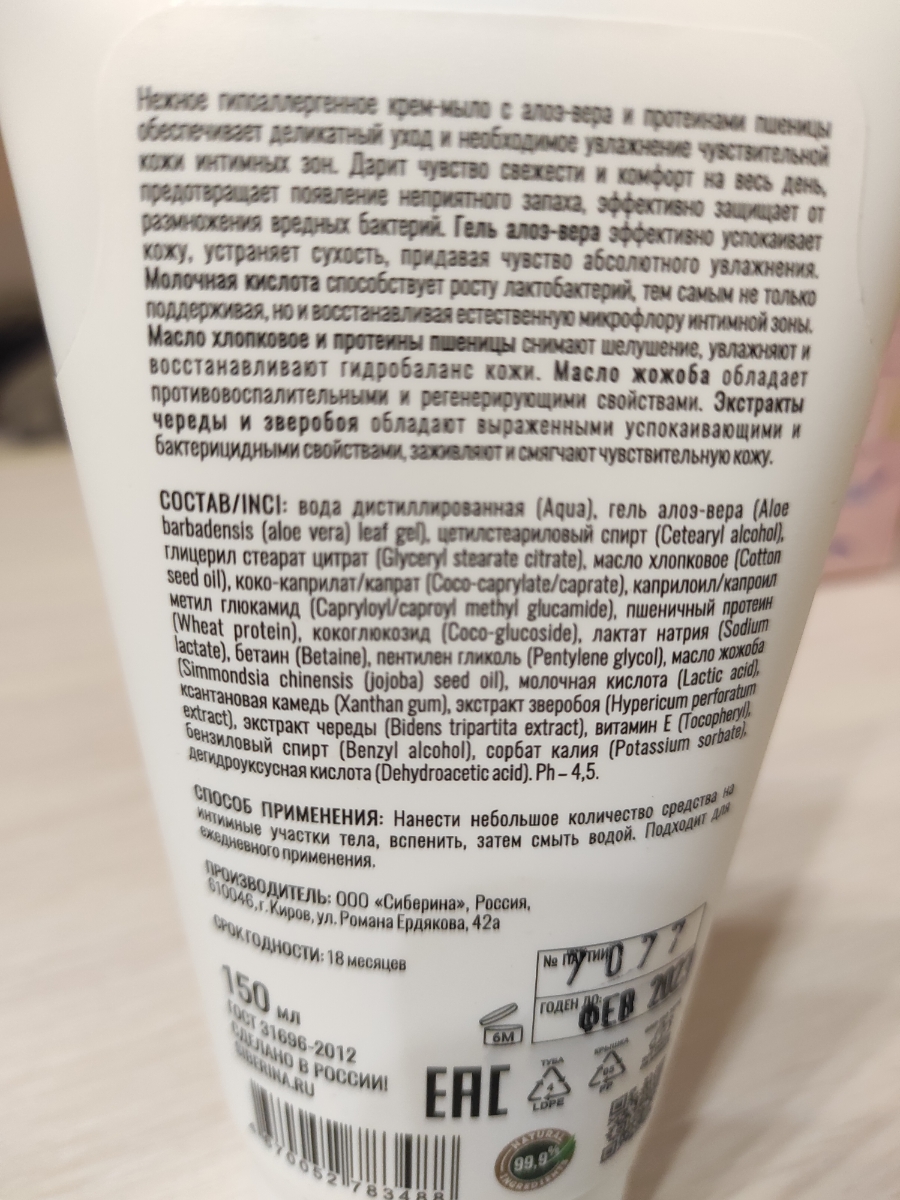 Нежное гипоаллергенное крем-мыло с алоэ-вера и протеинами пшеницы
обеспечивает деликатный уход и необходимое увлажнение чувствительной
кожи интимных зон. Дарит чувство свежести и комфорт на весь день,
предотвращает появление неприятного запаха, эффективно защищает от
размножения вредных бактерий. Гель алоэ-вера эффективно успокаивает
кожу, устраняет сухость, придавая чувство абсолютного увлажнения.
Молочная кислота способствует росту лактобактерий, тем самым не только
поддерживая, но и восстанавливая естественную микрофлору интимной зоны.
Масло хлопковое и протеины пшеницы снимают шелушение, увлажняют и
восстанавливают гидробаланс кожи. Масло жожоба обладает
противовоспалительными и регенерирующими свойствами. Экстракты
череды и зверобоя обладают выраженными успокаивающими и
бактерицидными свойствами, заживляют и смягчают чувствительную кожу.
СОСТАВ/INCI: вода дистиллированная (Aqua), гель алоэ-вера (Aloe
barbadensis (aloe vera) leaf gel), цетилстеариловый спирт (Cetearyl alcohol),
глицерил стеарат цитрат (Glyceryl stearate citrate), масло хлопковое (Cotton
seed oil), коко-каприлат/капрат (Coco-caprylate/caprate), каприлоил/капроил
метил глюкамид (Capryloyl/caproyl methyl glucamide), пшеничный протеин
(Wheat protein), кокоглюкозид (Coco-glucoside), лактат натрия (Sodium
lactate), бетаин (Betaine), пентилен гликоль (Pentylene glycol), масло жожоба
(Simmondsia chinensis (jojoba) seed oil), молочная кислота (Lactic acid),
ксантановая камедь (Xanthan gum), экстракт зверобоя (Hypericum perforatum
extract), экстракт череды (Bidens tripartita extract), витамин Е (Tocopheryl),
бензиловый спирт (Benzyl alcohol), сорбат калия (Potassium sorbate),
дегидроуксусная кислота (Dehydroacetic acid). Ph – 4,5.
СПОСОБ ПРИМЕНЕНИЯ: Нанести небольшое количество средства на
интимные участки тела, вспенить, затем смыть водой. Подходит для
ежедневного применения.
ПРОИЗВОДИТЕЛЬ: ООО «Сиберина», Россия,
610046, г. Киров, ул. Романа Ердякова, 42а
СРОК ГОДНОСТИ: 18 месяцев
№ ПАРТИИ 7077
ГОДЕН ДО: ФЕВ
150 мл
ГОСТ 31696-2012
СДЕЛАНО В РОССИИ!
SIBERINA.RU
6M
EAC
ТУБА
4
LDPE
КРЫШКА
PP
NATURAL
99,9%
INGREDIENTS